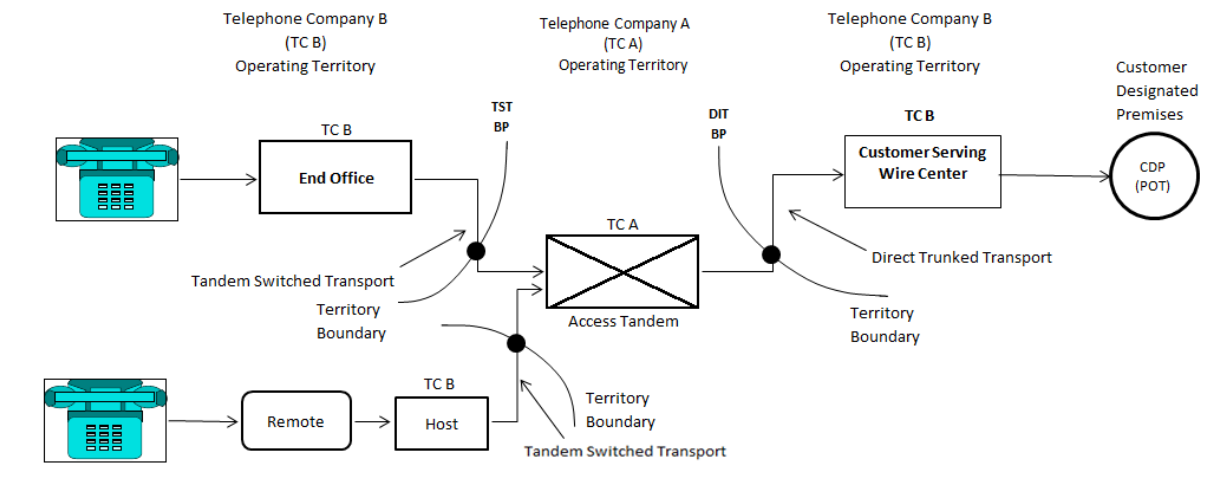 Telephone Company B
(TC B)
Operating Territory
Telephone Company A
(TC A)
Operating Territory
Telephone Company B
(TC B)
Operating Territory
Customer
Designated
Premises
TST
BP
DIT
BP
TC B
End Office
TC B
Customer Serving
Wire Center
CDP
(POT)
TC A
Access Tandem
Tandem Switched Transport
Direct Trunked Transport
Territory
Boundary
Territory
Boundary
TC B
Remote
Host
Territory
Boundary
Tandem Switched Transport